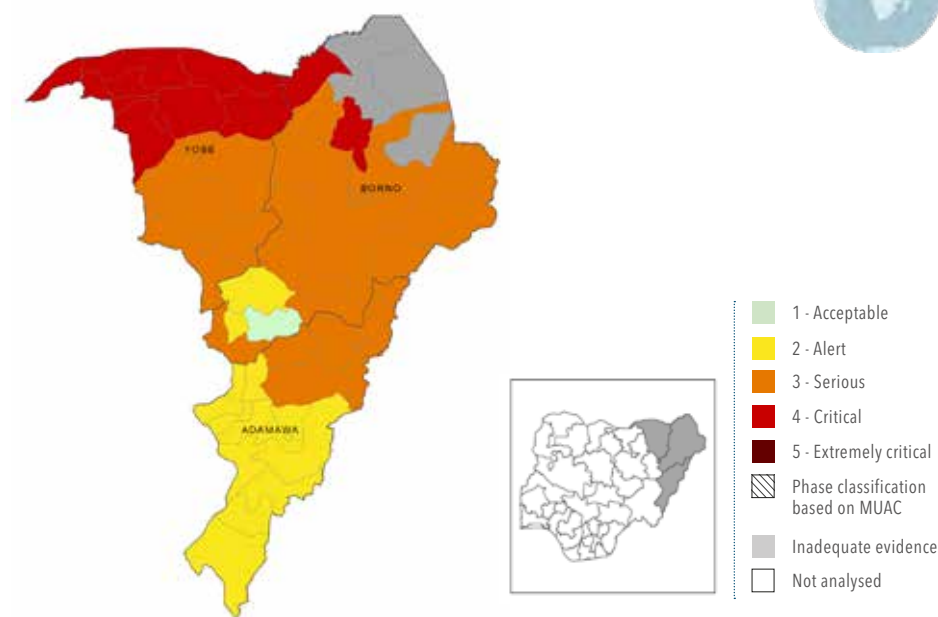 YOBE
BORNO
ADAMAWA
1 - Acceptable
2 - Alert
3 - Serious
4 - Critical
5 - Extremely critical
Phase classification
based on MUAC
Inadequate evidence
Not analysed